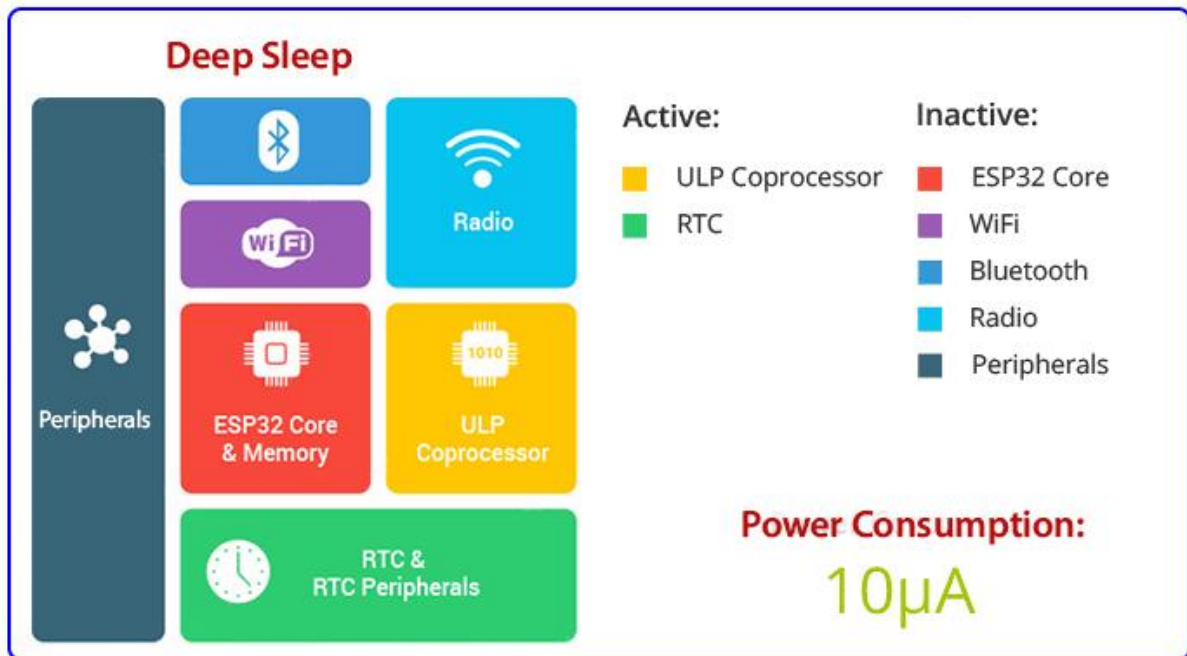 Deep Sleep
Peripherals
WiFi
Radio
ESP32 Core
& Memory
1010
ULP
Coprocessor
RTC &
RTC Peripherals
Active:
ULP Coprocessor
RTC
Inactive:
ESP32 Core
WiFi
Bluetooth
Radio
Peripherals
Power Consumption:
10µA